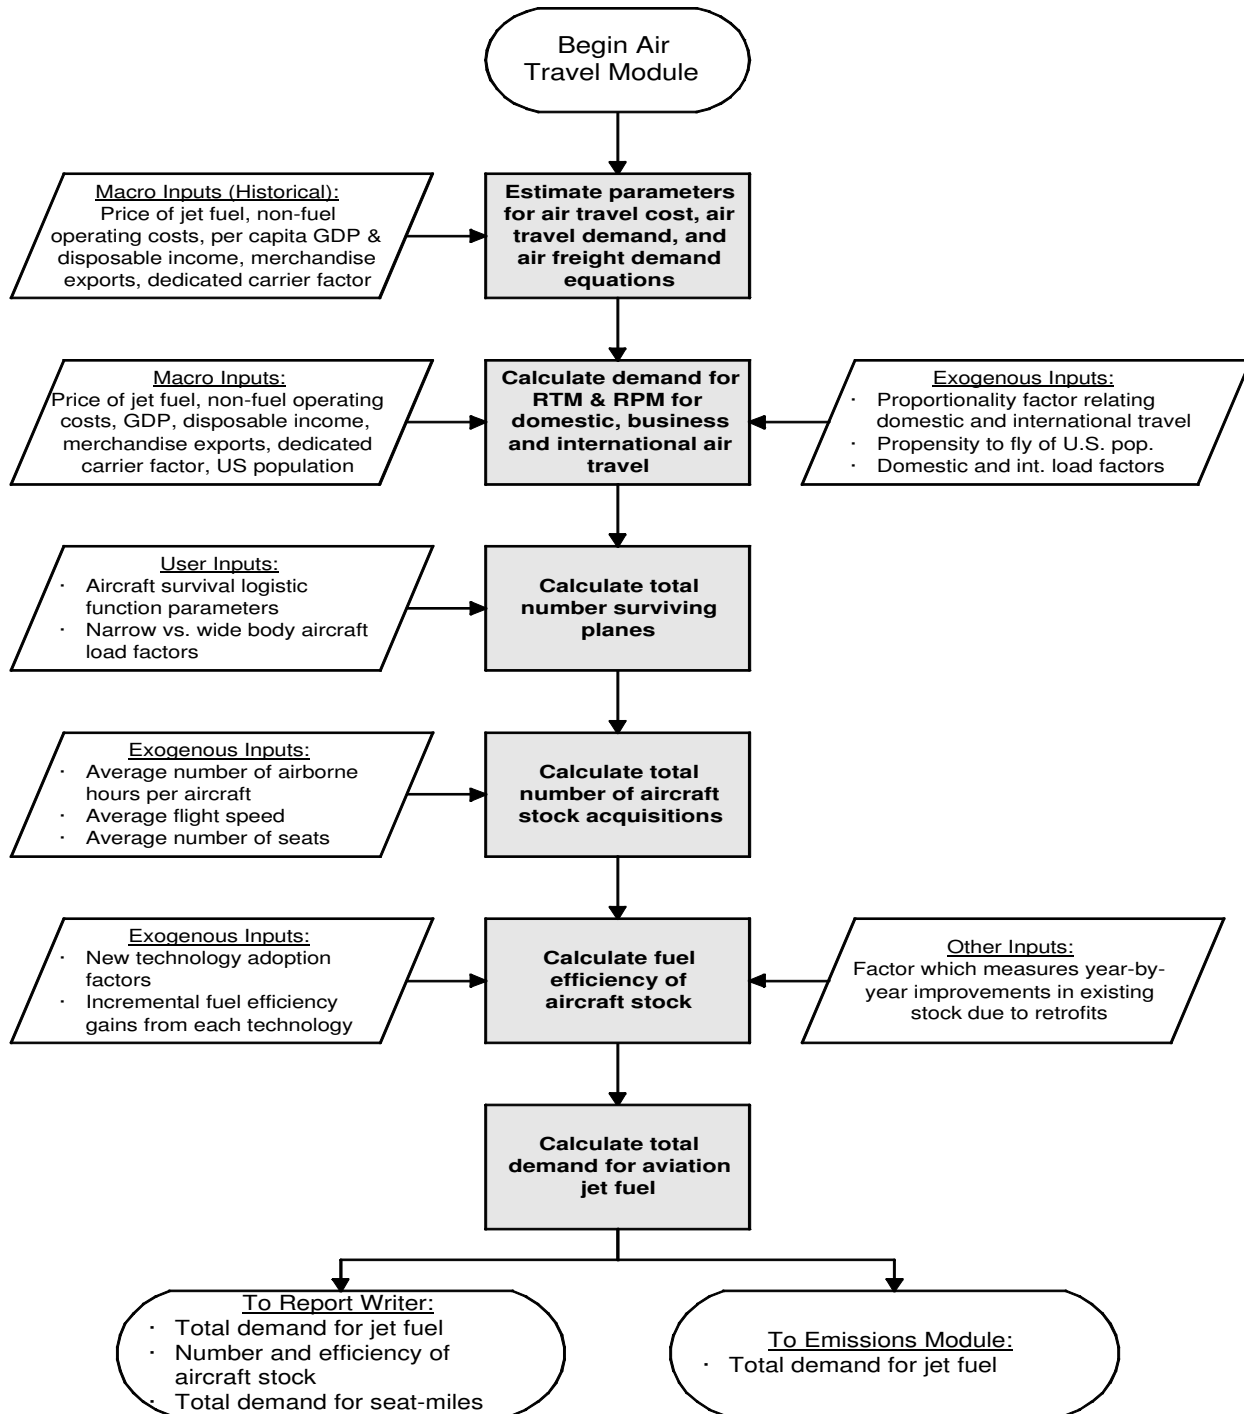 Begin Air
Travel Module
Macro Inputs (Historical):
Price of jet fuel, non-fuel
operating costs, per capita GDP &
disposable income, merchandise
exports, dedicated carrier factor
Estimate parameters
for air travel cost, air
travel demand, and
air freight demand
equations
Macro Inputs:
Price of jet fuel, non-fuel operating
costs, GDP, disposable income,
merchandise exports, dedicated
carrier factor, US population
Calculate demand for
RTM & RPM for
domestic, business
and international air
travel
Exogenous Inputs:
· Proportionality factor relating
domestic and international travel
· Propensity to fly of U.S. pop.
· Domestic and int. load factors
User Inputs:
· Aircraft survival logistic
function parameters
· Narrow vs. wide body aircraft
load factors
Calculate total
number surviving
planes
Exogenous Inputs:
· Average number of airborne
hours per aircraft
· Average flight speed
· Average number of seats
Calculate total
number of aircraft
stock acquisitions
Exogenous Inputs:
· New technology adoption
factors
· Incremental fuel efficiency
gains from each technology
Calculate fuel
efficiency of
aircraft stock
Other Inputs:
Factor which measures year-by-
year improvements in existing
stock due to retrofits
Calculate total
demand for aviation
jet fuel
To Report Writer:
· Total demand for jet fuel
· Number and efficiency of
aircraft stock
· Total demand for seat-miles
To Emissions Module:
· Total demand for jet fuel